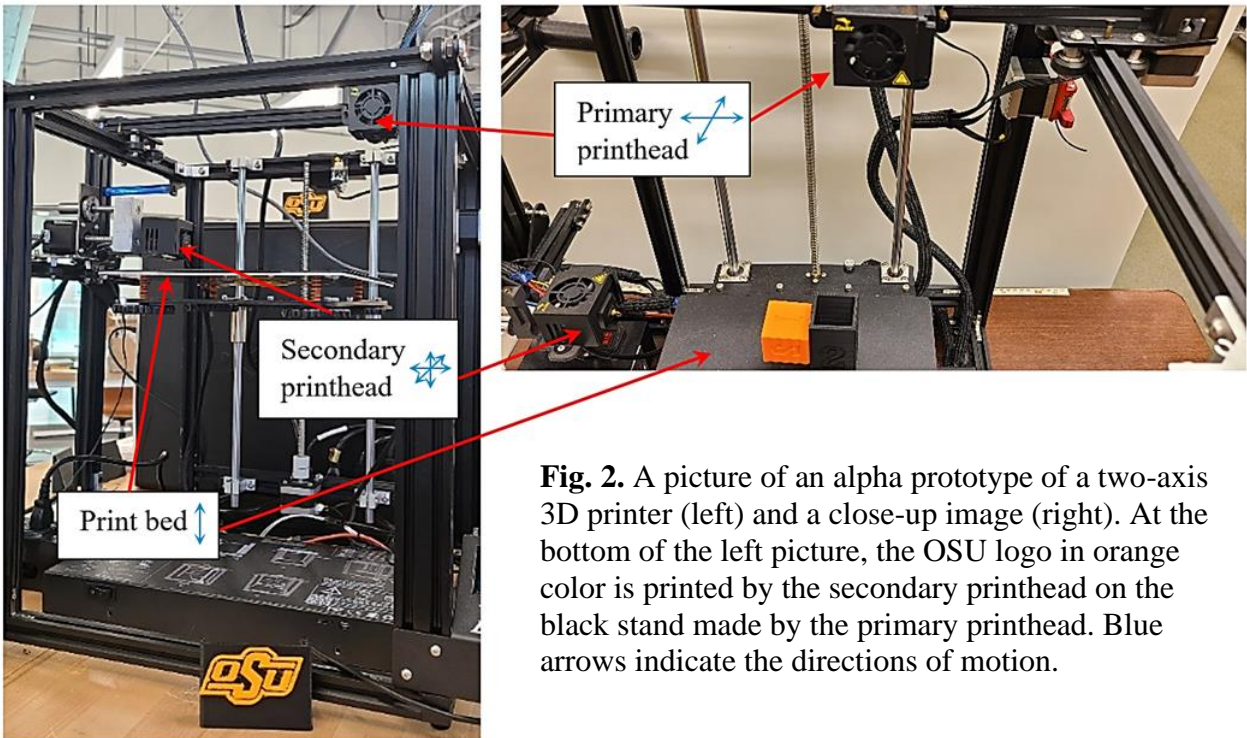 Primary
printhead
Secondary
printhead
Print bed
OSU
OSU
Ender
2
Fig. 2. A picture of an alpha prototype of a two-axis
3D printer (left) and a close-up image (right). At the
bottom of the left picture, the OSU logo in orange
color is printed by the secondary printhead on the
black stand made by the primary printhead. Blue
arrows indicate the directions of motion.